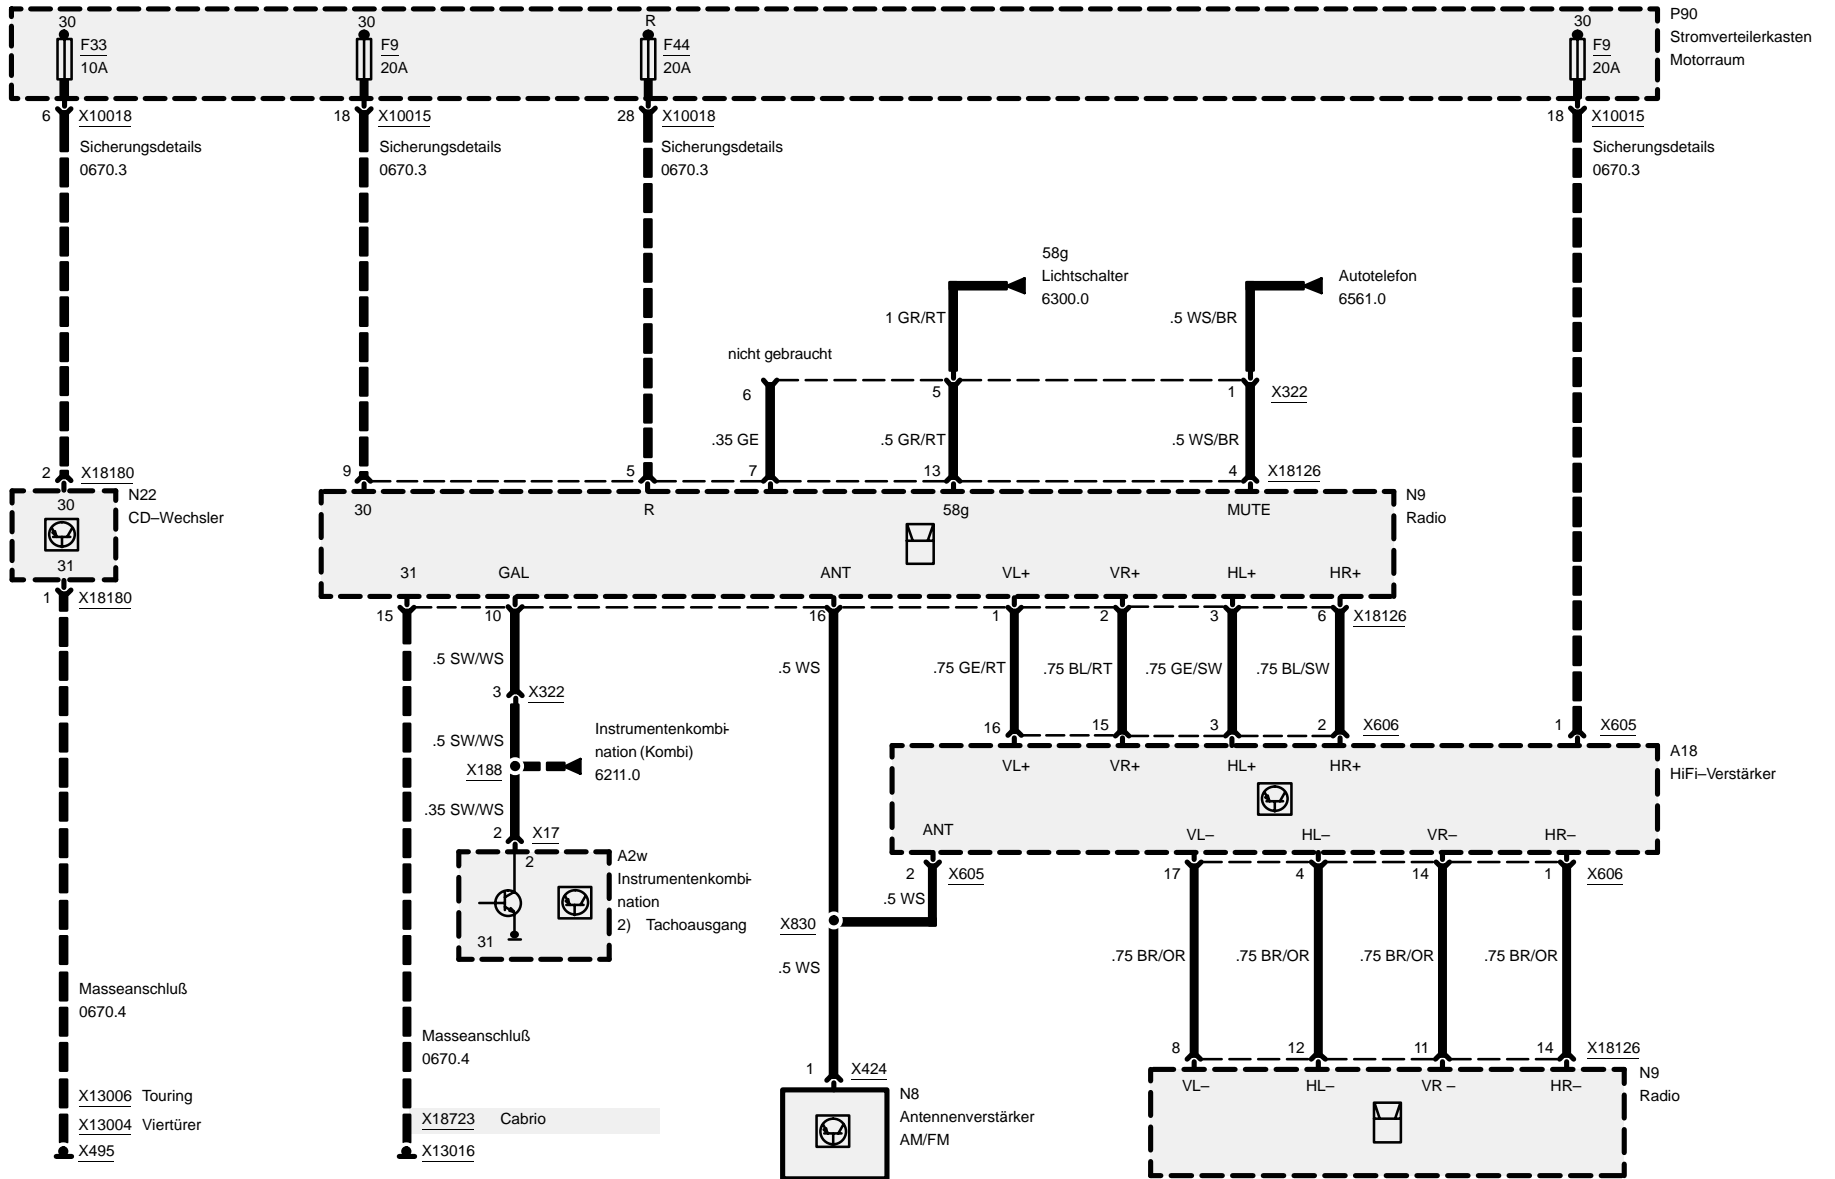 30
30
R
30
P90
Stromverteilerkasten
Motorraum
F33
10A
F9
20A
F44
20A
F9
20A
6
X10018
18
X10015
28
X10018
18
X10015
Sicherungsdetails
0670.3
Sicherungsdetails
0670.3
Sicherungsdetails
0670.3
Sicherungsdetails
0670.3
58g
Lichtschalter
6300.0
Autotelefon
6561.0
1 GR/RT
.5 WS/BR
nicht gebraucht
6
5
1
X322
.35 GE
.5 GR/RT
.5 WS/BR
2
X18180
9
5
7
13
4
X18126
N22
CD–Wechsler
30
31
N9
Radio
30
R
58g
MUTE
31
GAL
ANT
VL+
VR+
HL+
HR+
1
X18180
15
10
16
1
2
3
6
X18126
.5 SW/WS
.5 WS
.75 GE/RT
.75 BL/RT
.75 GE/SW
.75 BL/SW
3
X322
.5 SW/WS
Instrumentenkombi-
nation (Kombi)
6211.0
X188
.35 SW/WS
2
X17
16
15
3
2
X606
1
X605
A18
HiFi–Verstärker
VL+
VR+
HL+
HR+
ANT
VL–
HL–
VR–
HR–
2
31
A2w
Instrumentenkombi-
nation
2) Tachoausgang
2
X605
17
4
14
1
X606
.5 WS
X830
.5 WS
.75 BR/OR
.75 BR/OR
.75 BR/OR
.75 BR/OR
Masseanschluß
0670.4
Masseanschluß
0670.4
1
X424
8
12
11
14
X18126
N8
Antennenverstärker
AM/FM
N9
Radio
VL–
HL–
VR –
HR–
X13006 Touring
X13004 Viertürer
X495
X18723 Cabrio
X13016